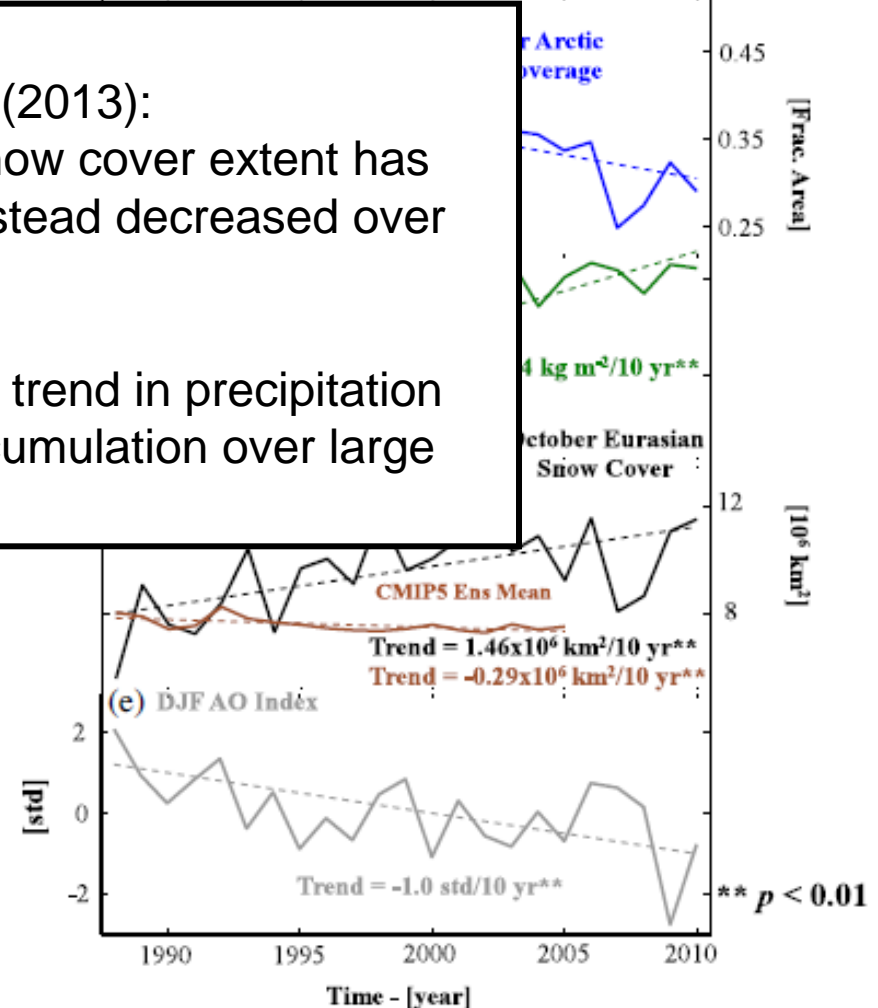 (2013):
now cover extent has
stead decreased over
trend in precipitation
cumulation over large
r Arctic
overage
0.45
0.35
0.25
[Frac. Area]
4 kg m-2/10 yr**
October Eurasian
Snow Cover
12
8
[10⁶ km²]
CMIP5 Ens Mean
Trend = 1.46x10⁶ km²/10 yr**
Trend = -0.29x10⁶ km²/10 yr**
(e) DJF AO Index
2
0
-2
[std]
Trend = -1.0 std/10 yr**
** p < 0.01
1990 1995 2000 2005 2010
Time - [year]